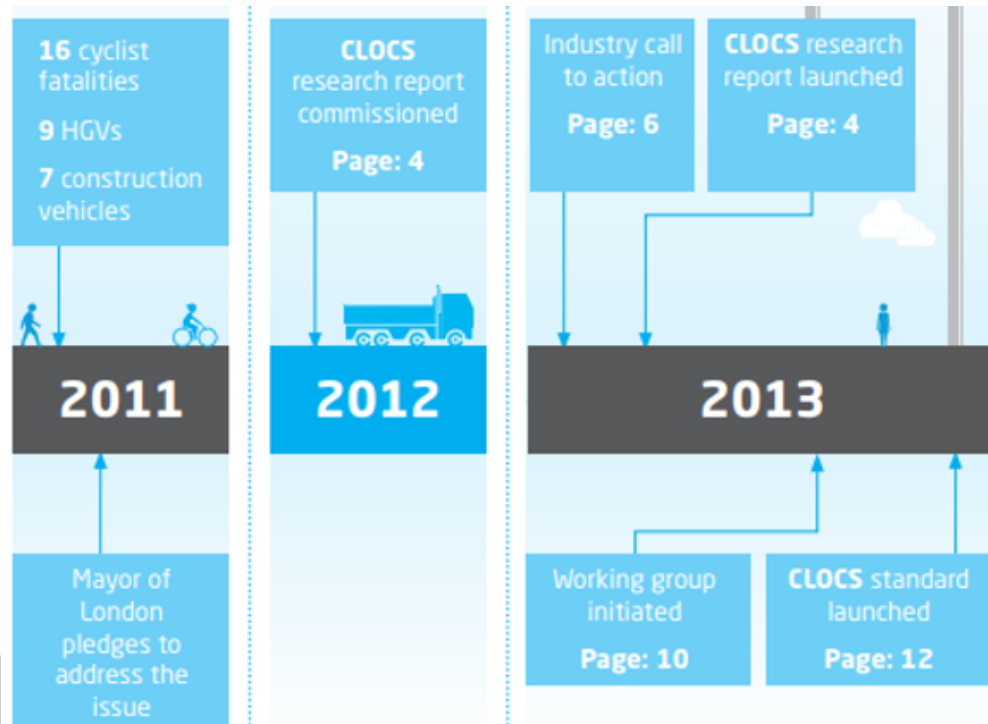 16 cyclist
fatalities
9 HGVs
7 construction
vehicles
CLOCS
research report
commissioned
Page: 4
Industry call
to action
Page: 6
CLOCS research
report launched
Page: 4
2011
2012
2013
Mayor of
London
pledges to
address the
issue
Working group
initiated
Page: 10
CLOCS standard
launched
Page: 12